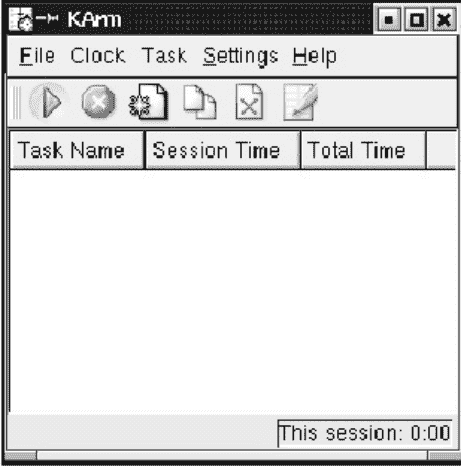 KArm
File Clock Task Settings Help
Task Name Session Time Total Time
This session: 0:00